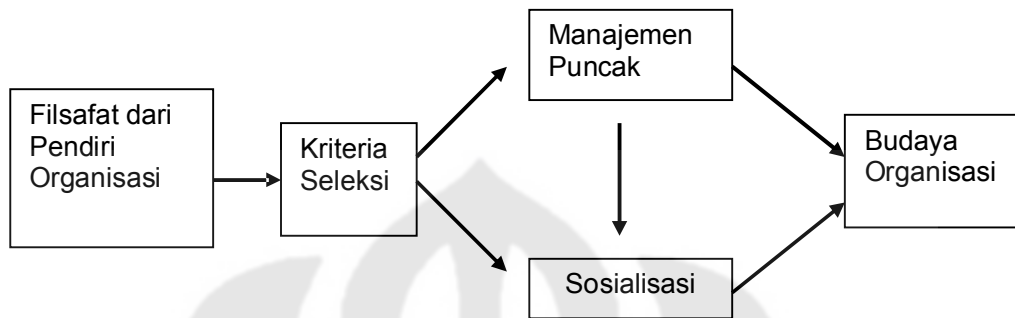 Filsafat dari
Pendiri
Organisasi
Kriteria
Seleksi
Manajemen
Puncak
Sosialisasi
Budaya
Organisasi